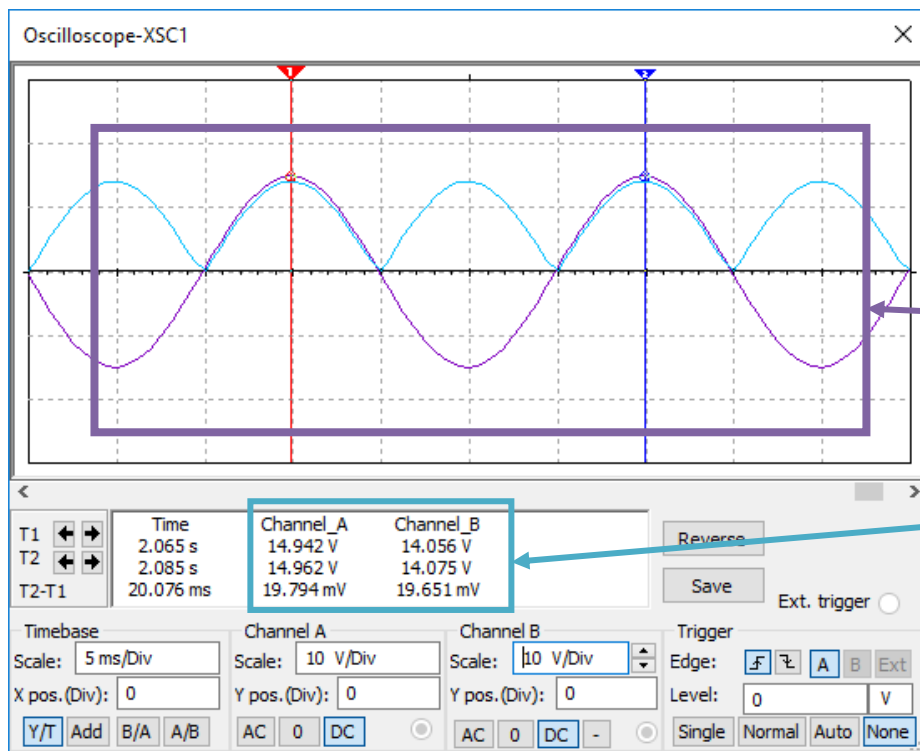 Oscilloscope-XSC1
1 2
T1 Time Channel_A Channel_B
2.065 s 14.942 V 14.056 V
T2 2.085 s 14.962 V 14.075 V
T2-T1 20.076 ms 19.794 mV 19.651 mV
Reverse
Save
Ext. trigger
Timebase
Scale: 5 ms/Div
X pos.(Div): 0
Y/T Add B/A A/B
Channel A
Scale: 10 V/Div
Y pos.(Div): 0
AC 0 DC
Channel B
Scale: 10 V/Div
Y pos.(Div): 0
AC 0 DC -
Trigger
Edge: A B Ext
Level: 0 V
Single Normal Auto None